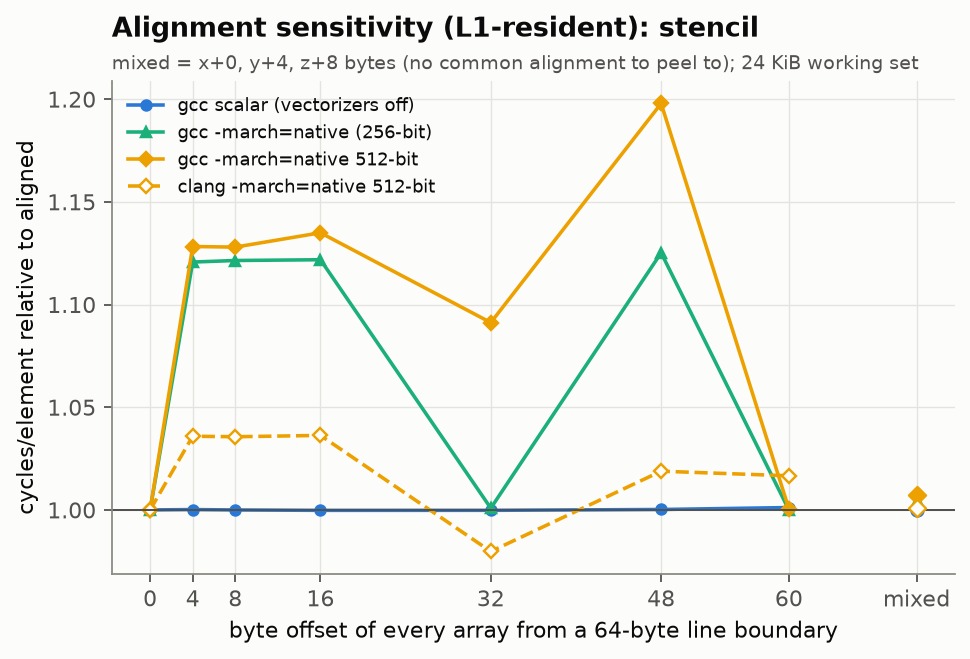 Alignment sensitivity (L1-resident): stencil
mixed = x+0, y+4, z+8 bytes (no common alignment to peel to); 24 KiB working set
gcc scalar (vectorizers off)
gcc -march=native (256-bit)
gcc -march=native 512-bit
clang -march=native 512-bit
cycles/element relative to aligned
1.20
1.15
1.10
1.05
1.00
0 4 8 16 32 48 60 mixed
byte offset of every array from a 64-byte line boundary